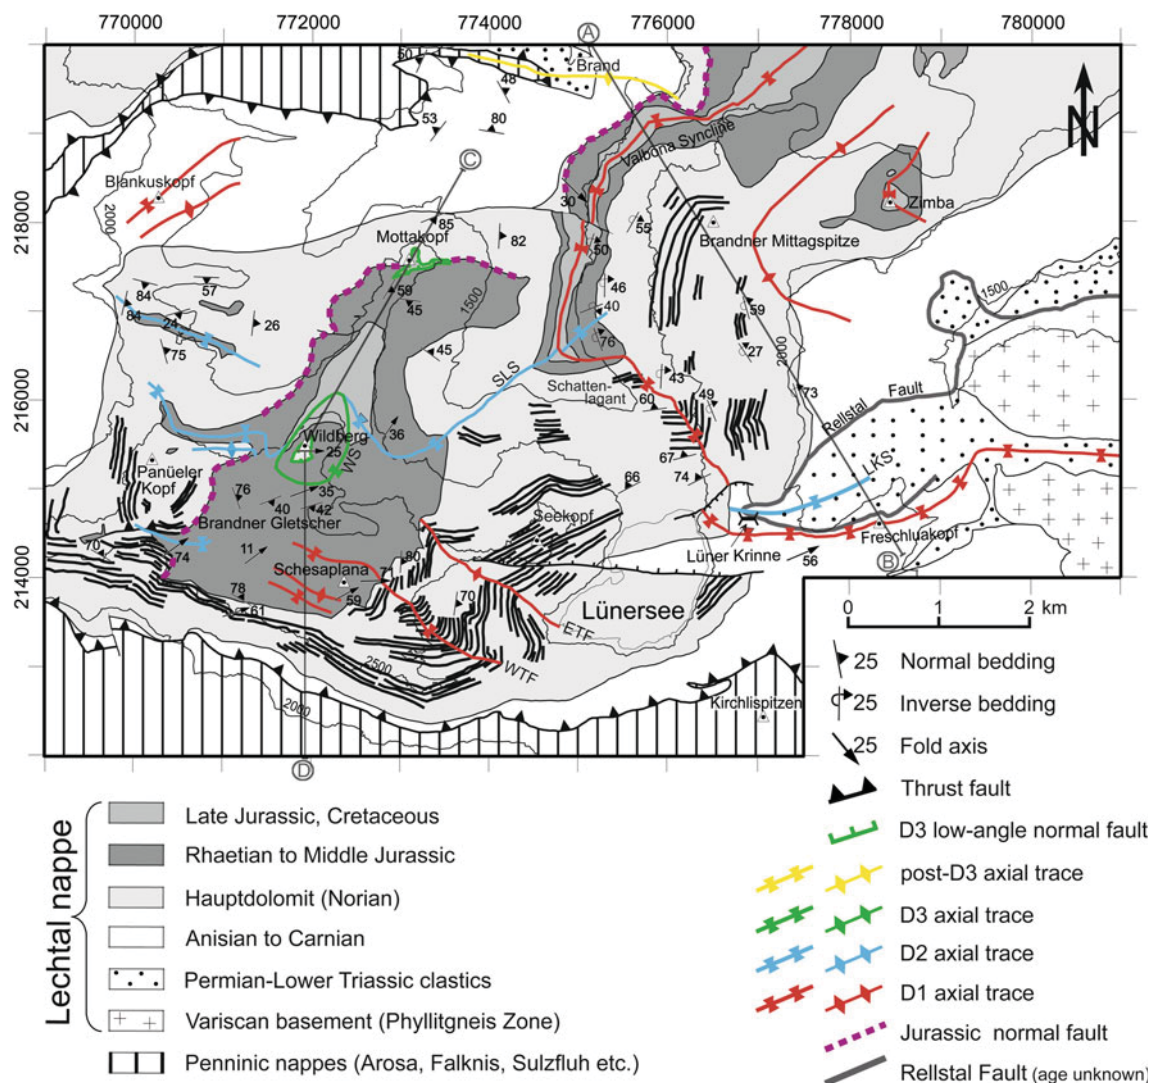 7770000 7772000 7774000 7776000 7778000 7780000
218000
216000
214000
A
50
Brand
48
53
80
C
Valbona Syncline
Blankuskopf
30
Zimba
2000
85
55
Mottakopf
82
50
Brandner Mittagspitze
84
57
59
46
1500
84
24
26
45
1500
40
59
75
45
76
27
2000
SLS
43
Schatten-
lagant
60
49
73
Rellstal Fault
Wildberg
36
25
WS
67
LKS
Panüeler
Kopf
66
74
76
35
40
42
Seekopf
Brandner Gletscher
Freschluakopf
70
74
11
80
Lüner Krinne
56
B
Schesaplana
71
78
59
70
Lünersee
61
ETF
WTF
2500
2000
Kirchlispitzen
D
N
0 1 2 km
25 Normal bedding
25 Inverse bedding
25 Fold axis
Thrust fault
D3 low-angle normal fault
post-D3 axial trace
D3 axial trace
D2 axial trace
D1 axial trace
Jurassic normal fault
Rellstal Fault (age unknown)
Lechtal nappe
Late Jurassic, Cretaceous
Rhaetian to Middle Jurassic
Hauptdolomit (Norian)
Anisian to Carnian
Permian-Lower Triassic clastics
Variscan basement (Phyllitgneis Zone)
Penninic nappes (Arosa, Falknis, Sulzfluh etc.)